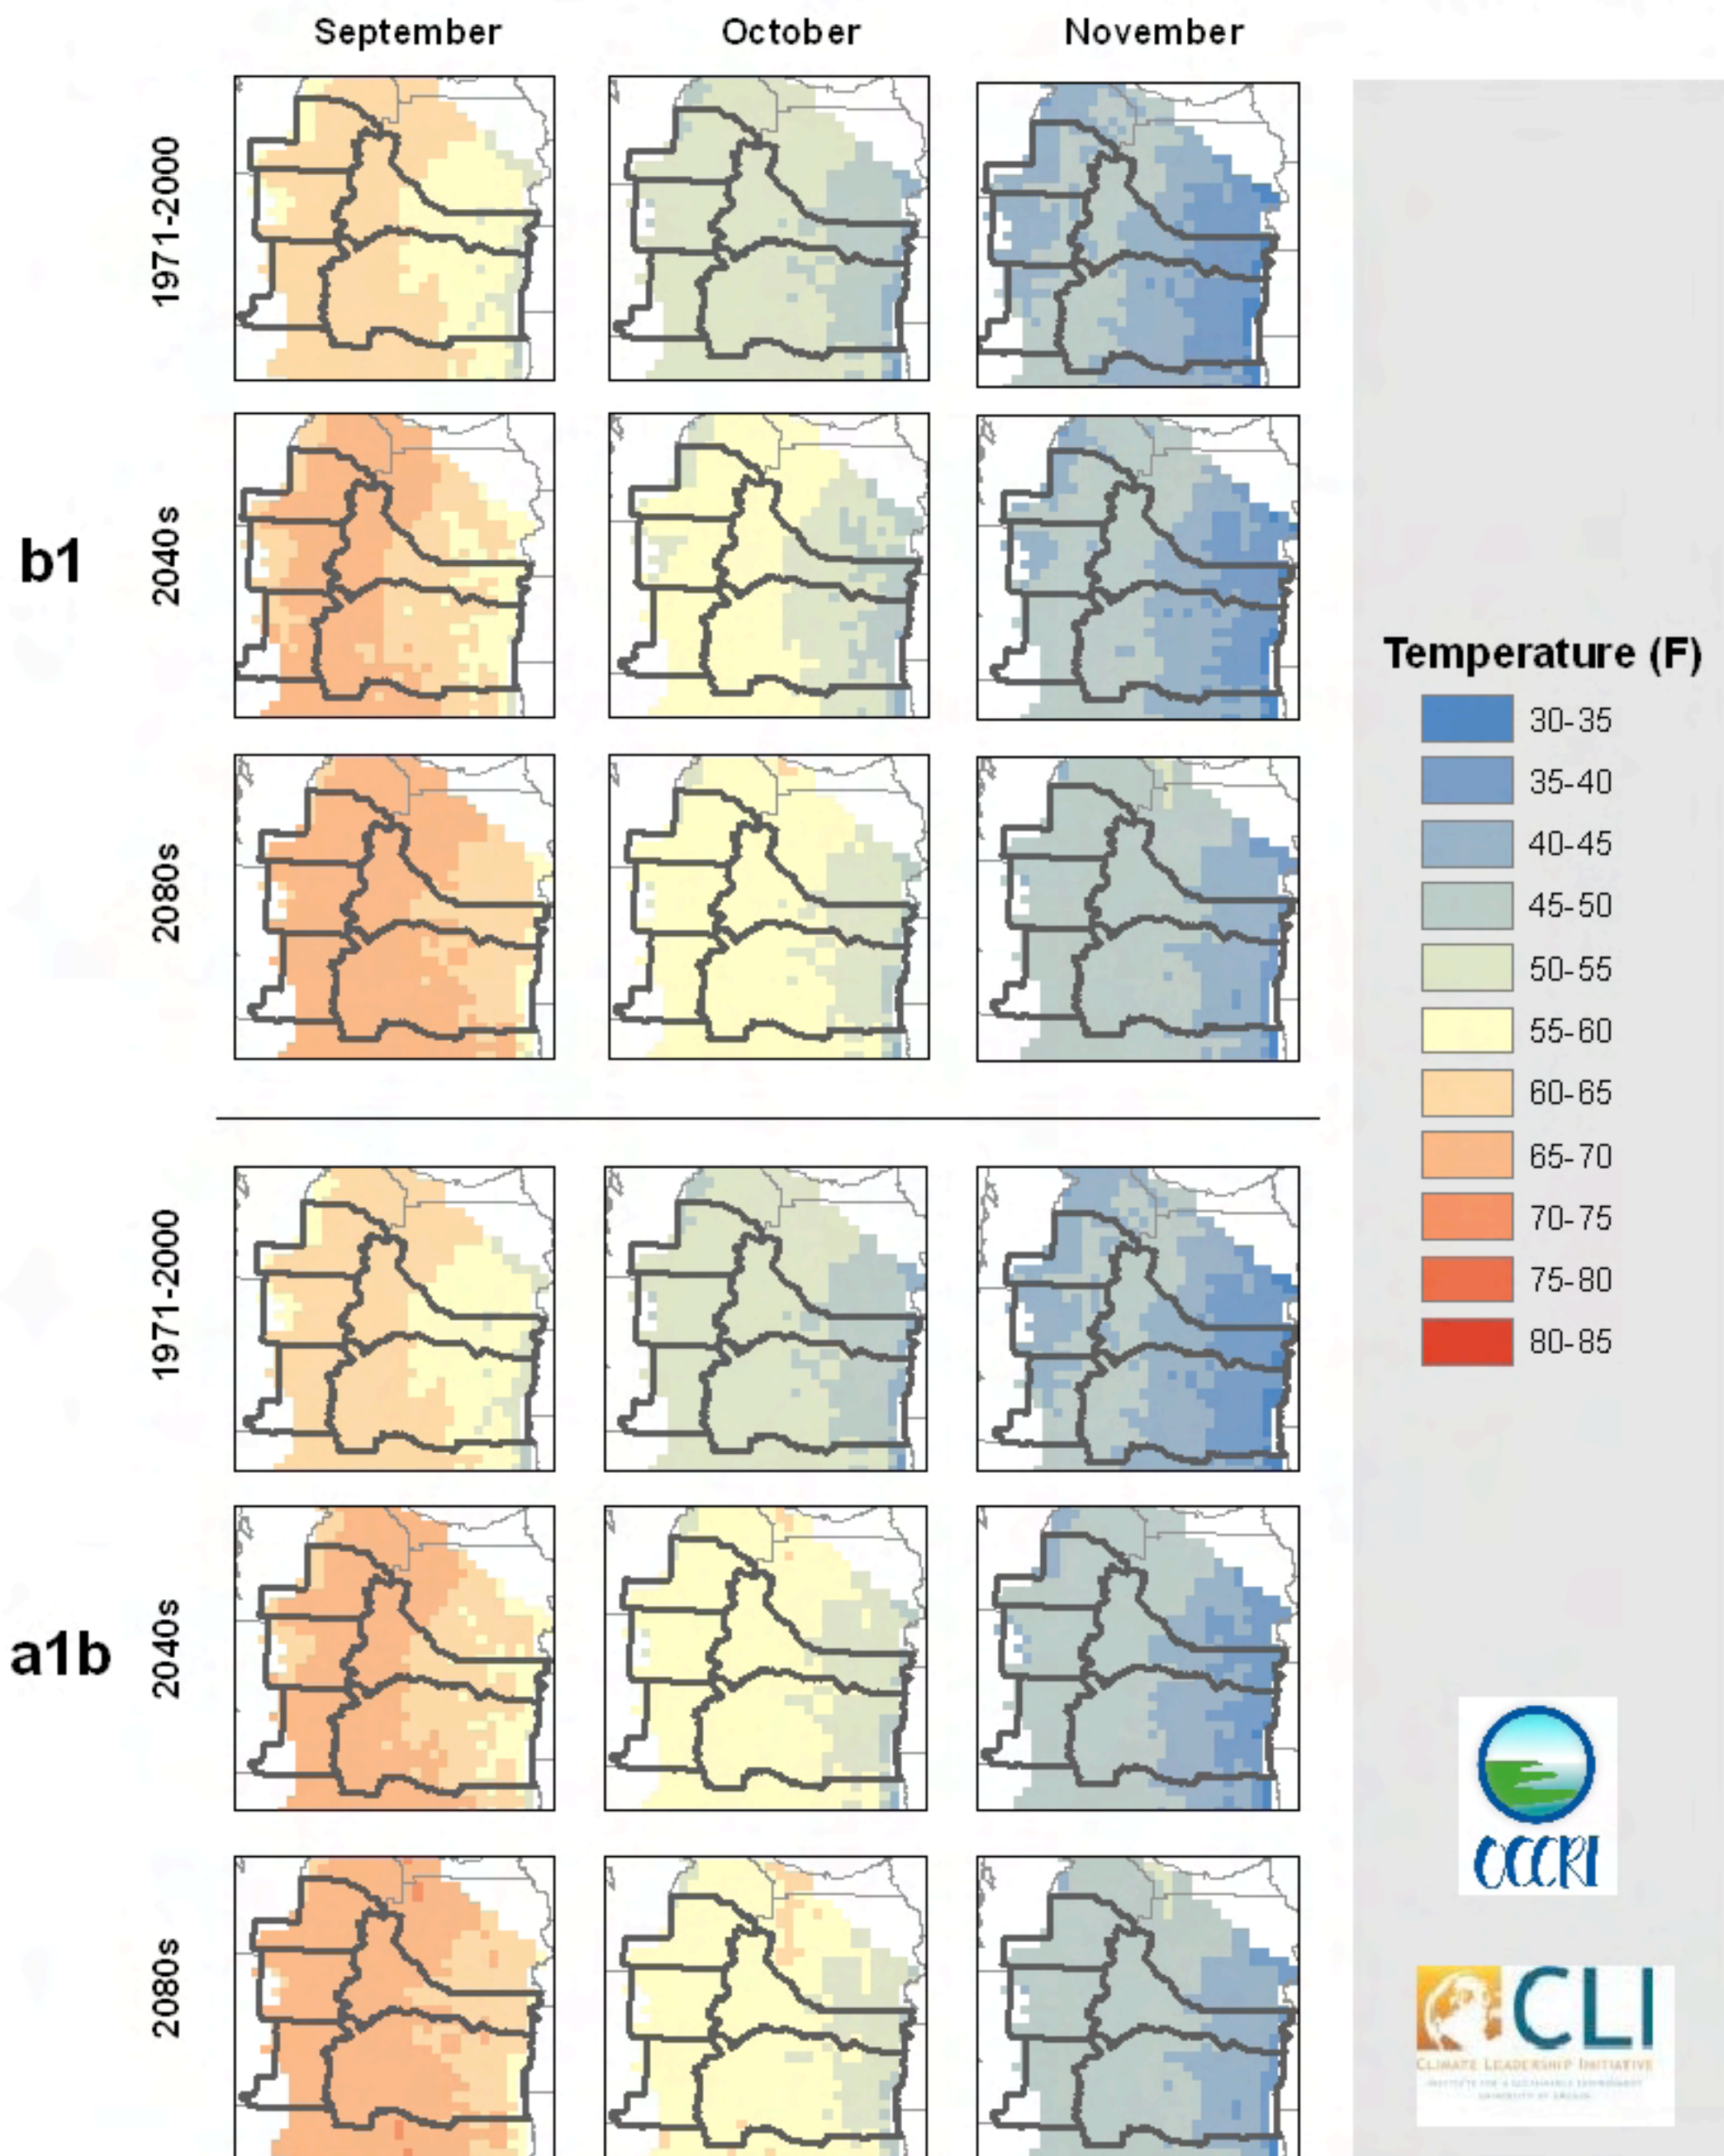 September October November
1971-2000
b1
2040s
2080s
1971-2000
a1b
2040s
2080s
Temperature (F)
30-35
35-40
40-45
45-50
50-55
55-60
60-65
65-70
70-75
75-80
80-85
OCCRI
CLI
CLIMATE LEADERSHIP INITIATIVE